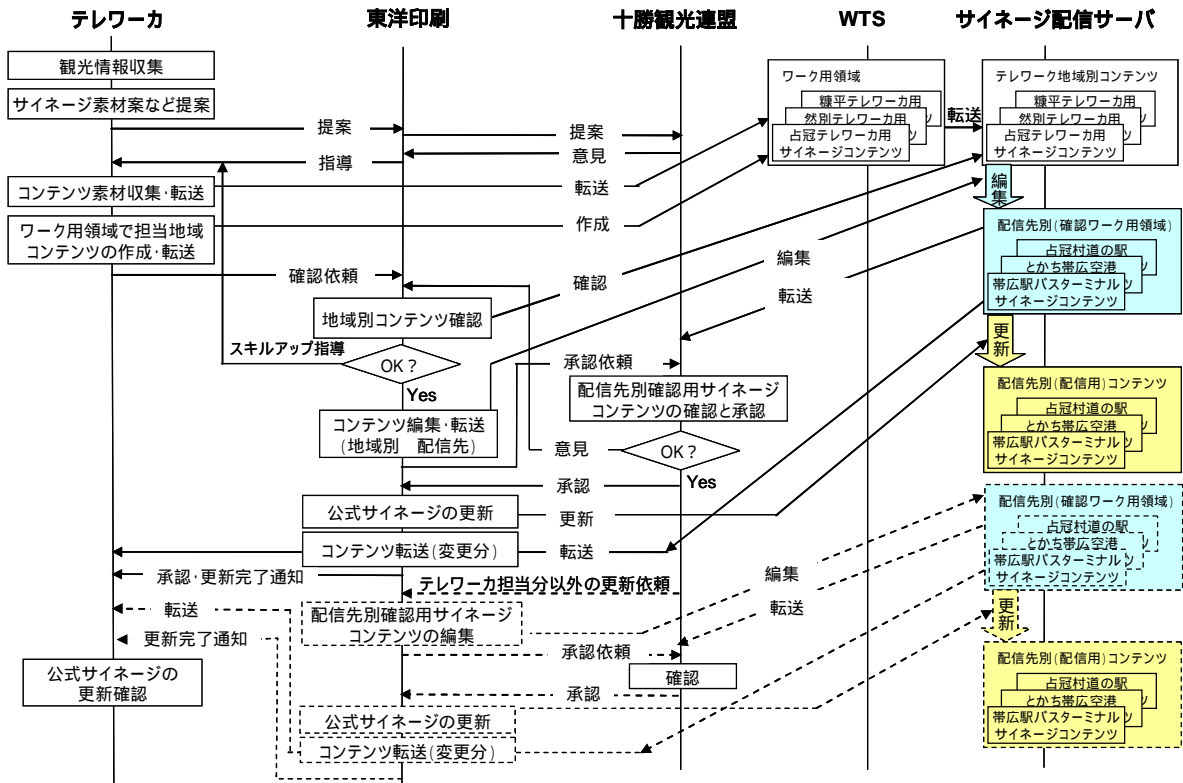 テレワーカ
東洋印刷
十勝観光連盟
WTS
サイネージ配信サーバ
観光情報収集
サイネージ素材案など提案
ワーク用領域
糠平テレワーカ用
然別テレワーカ用
ツ
占冠テレワーカ用
ツ
サイネージコンテンツ
転送
テレワーク地域別コンテンツ
糠平テレワーカ用
然別テレワーカ用
ツ
占冠テレワーカ用
ツ
サイネージコンテンツ
提案
提案
指導
意見
コンテンツ素材収集・転送
転送
編集
ワーク用領域で担当地域
コンテンツの作成・転送
作成
配信先別(確認ワーク用領域)
占冠村道の駅
とかち帯広空港
ツ
帯広駅バスターミナル
ツ
サイネージコンテンツ
編集
確認依頼
確認
転送
地域別コンテンツ確認
スキルアップ指導
OK?
Yes
承認依頼
更新
配信先別確認用サイネージ
コンテンツの確認と承認
配信先別(配信用)コンテンツ
占冠村道の駅
とかち帯広空港
ツ
帯広駅バスターミナル
ツ
サイネージコンテンツ
コンテンツ編集・転送
(地域別 配信先)
意見
OK?
Yes
承認
公式サイネージの更新
更新
配信先別(確認ワーク用領域)
占冠村道の駅
とかち帯広空港
ツ
帯広駅バスターミナル
ツ
サイネージコンテンツ
コンテンツ転送(変更分)
転送
承認・更新完了通知
テレワーカ担当分以外の更新依頼
編集
転送
配信先別確認用サイネージ
コンテンツの編集
転送
更新
更新完了通知
承認依頼
公式サイネージの
更新確認
確認
承認
配信先別(配信用)コンテンツ
占冠村道の駅
とかち帯広空港
ツ
帯広駅バスターミナル
ツ
サイネージコンテンツ
公式サイネージの更新
コンテンツ転送(変更分)